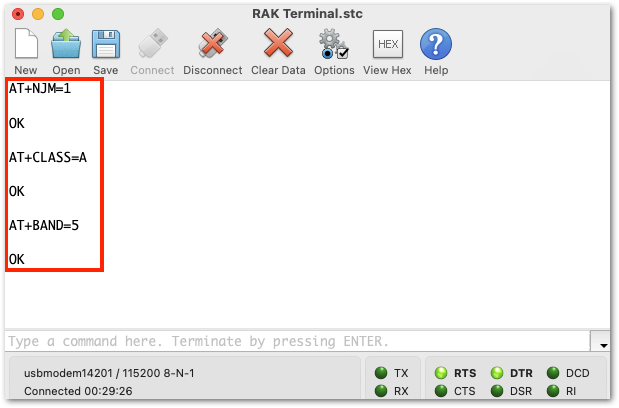 RAK Terminal.stc
New Open Save Connect Disconnect Clear Data Options HEX View Hex Help
AT+NJM=1
OK
AT+CLASS=A
OK
AT+BAND=5
OK
Type a command here. Terminate by pressing ENTER.
usbmodem14201 / 115200 8-N-1
Connected 00:29:26
TX RTS DTR DCD
RX CTS DSR RI